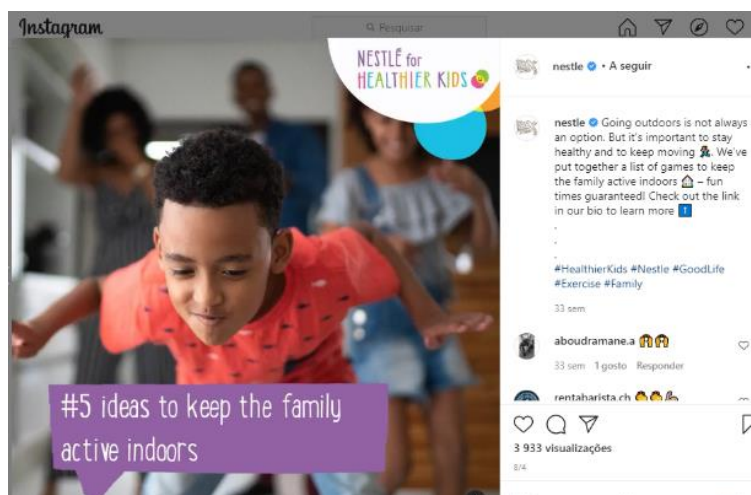 Instagram
Pesquisar
NESTLÉ for
HEALTHIER KIDS
#5 ideas to keep the family
active indoors
nestle • A seguir
nestle Going outdoors is not always
an option. But it's important to stay
healthy and to keep moving. We've
put together a list of games to keep
the family active indoors – fun
times guaranteed! Check out the link
in our bio to learn more
.
.
.
#HealthierKids #Nestle #GoodLife
#Exercise #Family
33 sem
aboudramane.a
33 sem 1 gosto Responder
rentabarista.ch
3 933 visualizações
8/4